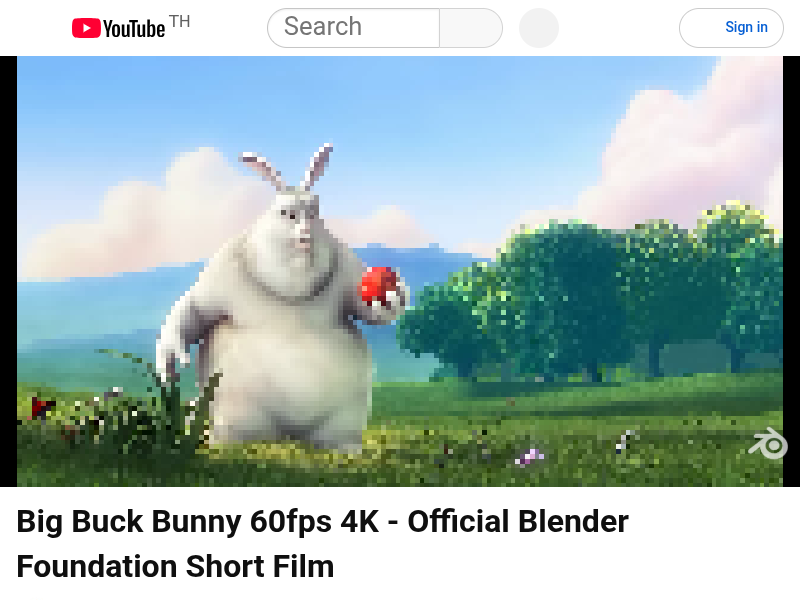 YouTube TH
Search
Sign in
Big Buck Bunny 60fps 4K - Official Blender
Foundation Short Film